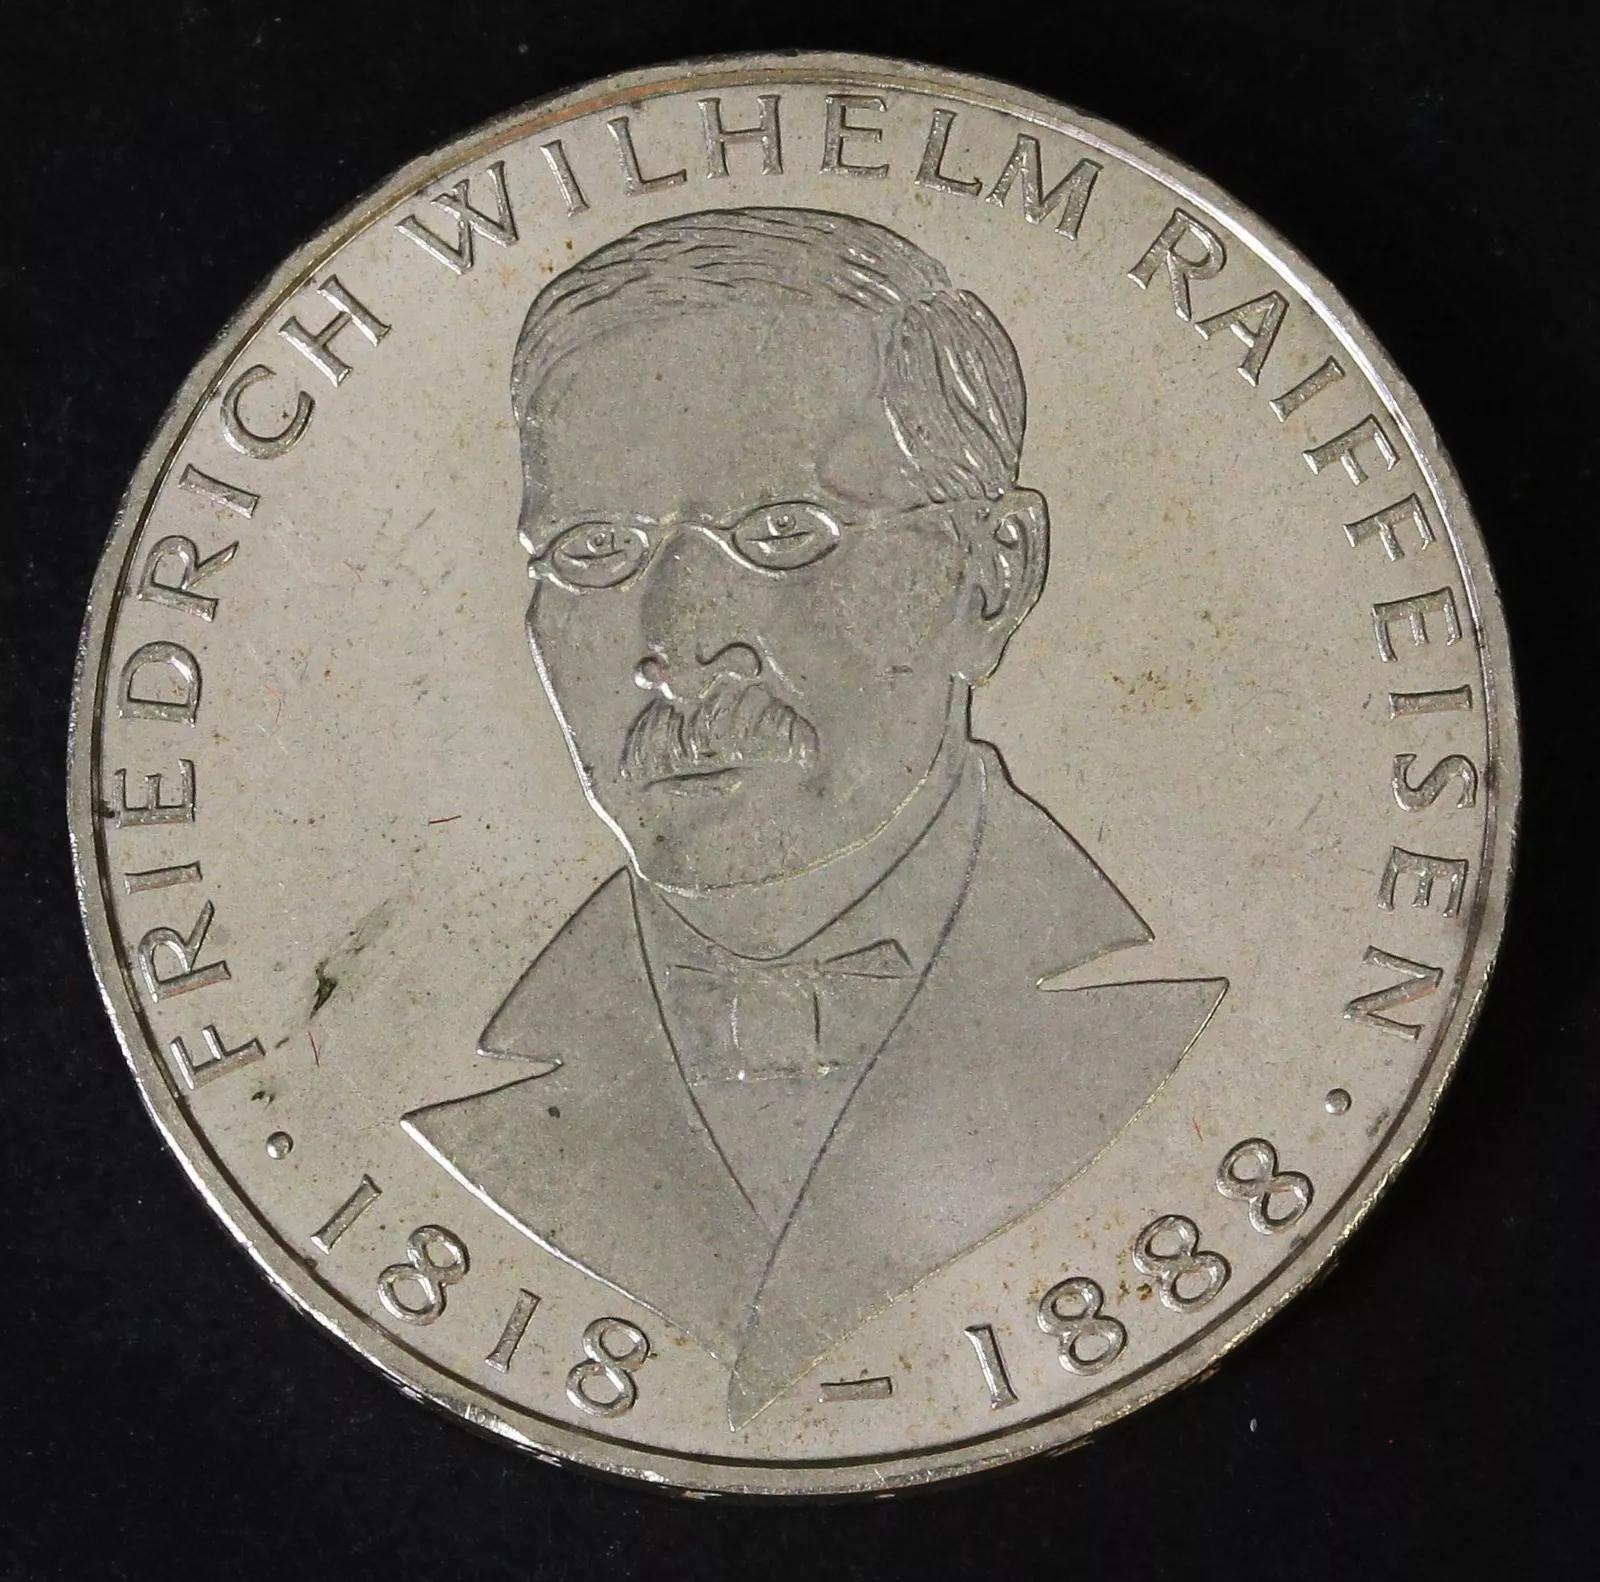 · FRIEDRICH WILHELM RAIFFEISEN ·
1818 – 1888